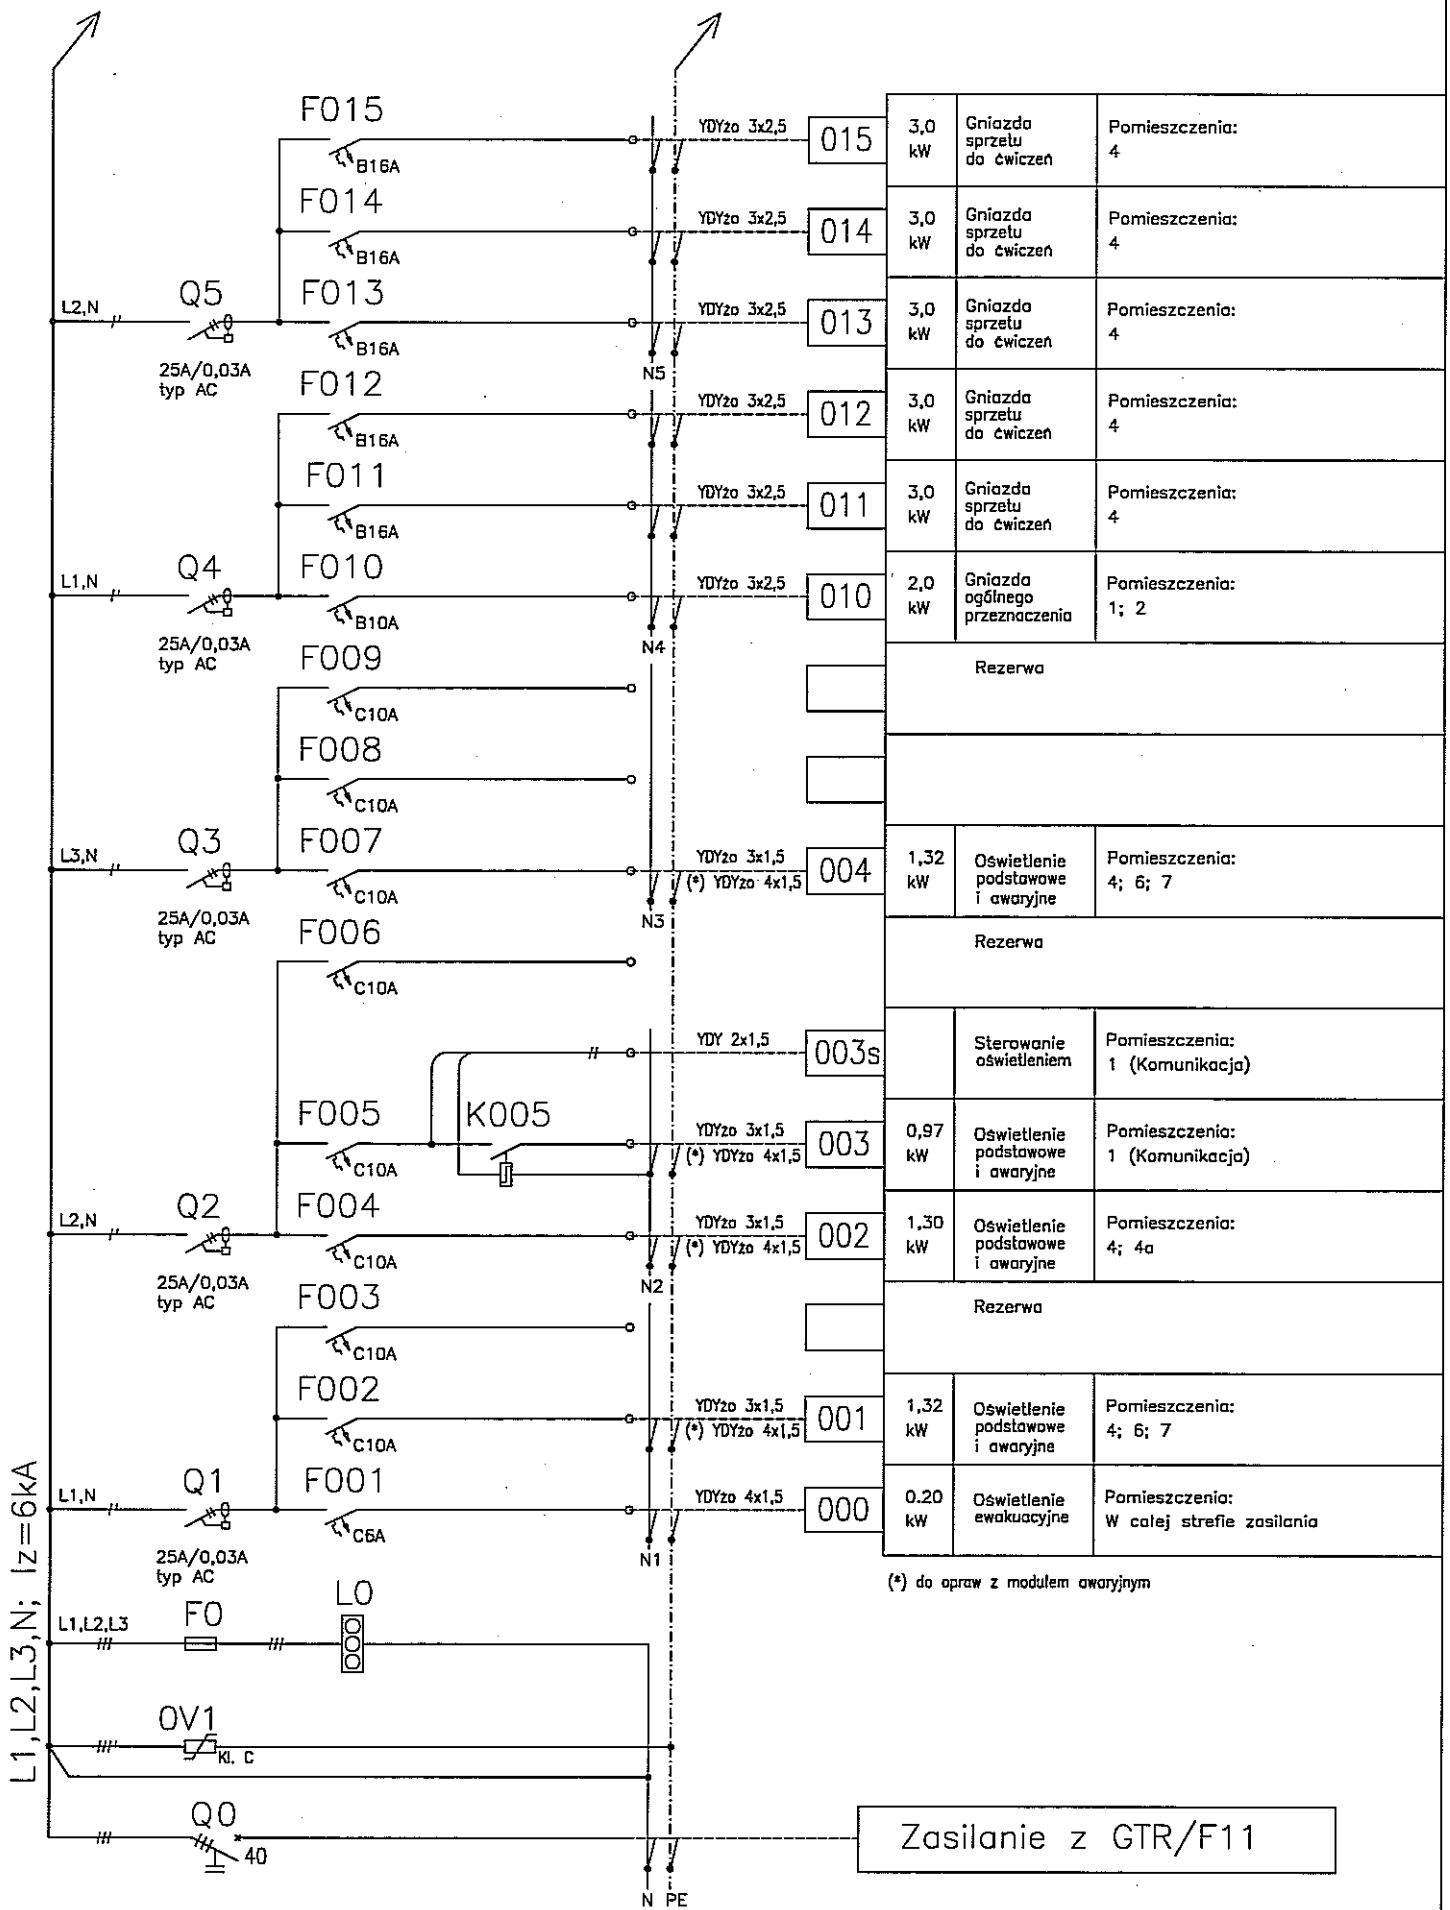 F015
B16A
YDYżo 3x2,5
015
3,0
kW
Gniazda
sprzetu
do ćwiczeń
Pomieszczenia:
4
F014
B16A
YDYżo 3x2,5
014
3,0
kW
Gniazda
sprzetu
do ćwiczeń
Pomieszczenia:
4
L2,N
Q5
25A/0,03A
typ AC
F013
B16A
YDYżo 3x2,5
N5
013
3,0
kW
Gniazda
sprzetu
do ćwiczeń
Pomieszczenia:
4
F012
B16A
YDYżo 3x2,5
012
3,0
kW
Gniazda
sprzetu
do ćwiczeń
Pomieszczenia:
4
F011
B16A
YDYżo 3x2,5
011
3,0
kW
Gniazda
sprzetu
do ćwiczeń
Pomieszczenia:
4
L1,N
Q4
25A/0,03A
typ AC
F010
B10A
YDYżo 3x2,5
N4
010
2,0
kW
Gniazda
ogólnego
przeznaczenia
Pomieszczenia:
1; 2
F009
C10A
Rezerwa
F008
C10A
L3,N
Q3
25A/0,03A
typ AC
F007
C10A
YDYżo 3x1,5
(*) YDYżo 4x1,5
N3
004
1,32
kW
Oświetlenie
podstawowe
i awaryjne
Pomieszczenia:
4; 6; 7
F006
C10A
Rezerwa
YDY 2x1,5
003s
Sterowanie
oświetleniem
Pomieszczenia:
1 (Komunikacja)
F005
C10A
K005
YDYżo 3x1,5
(*) YDYżo 4x1,5
003
0,97
kW
Oświetlenie
podstawowe
i awaryjne
Pomieszczenia:
1 (Komunikacja)
L2,N
Q2
25A/0,03A
typ AC
F004
C10A
YDYżo 3x1,5
(*) YDYżo 4x1,5
N2
002
1,30
kW
Oświetlenie
podstawowe
i awaryjne
Pomieszczenia:
4; 4a
F003
C10A
Rezerwa
F002
C10A
YDYżo 3x1,5
(*) YDYżo 4x1,5
001
1,32
kW
Oświetlenie
podstawowe
i awaryjne
Pomieszczenia:
4; 6; 7
L1,N
Q1
25A/0,03A
typ AC
F001
C6A
YDYżo 4x1,5
N1
000
0.20
kW
Oświetlenie
ewakuacyjne
Pomieszczenia:
W całej strefie zasilania
(*) do opraw z modułem awaryjnym
L1,L2,L3,N; Iz=6kA
L1,L2,L3
F0
L0
OV1
Kl. C
Q0
40
N PE
Zasilanie z GTR/F11